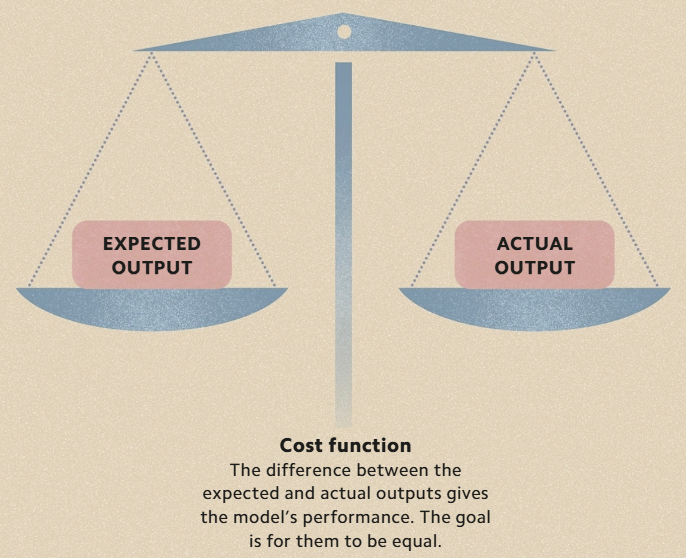 EXPECTED
OUTPUT
ACTUAL
OUTPUT
Cost function
The difference between the
expected and actual outputs gives
the model’s performance. The goal
is for them to be equal.